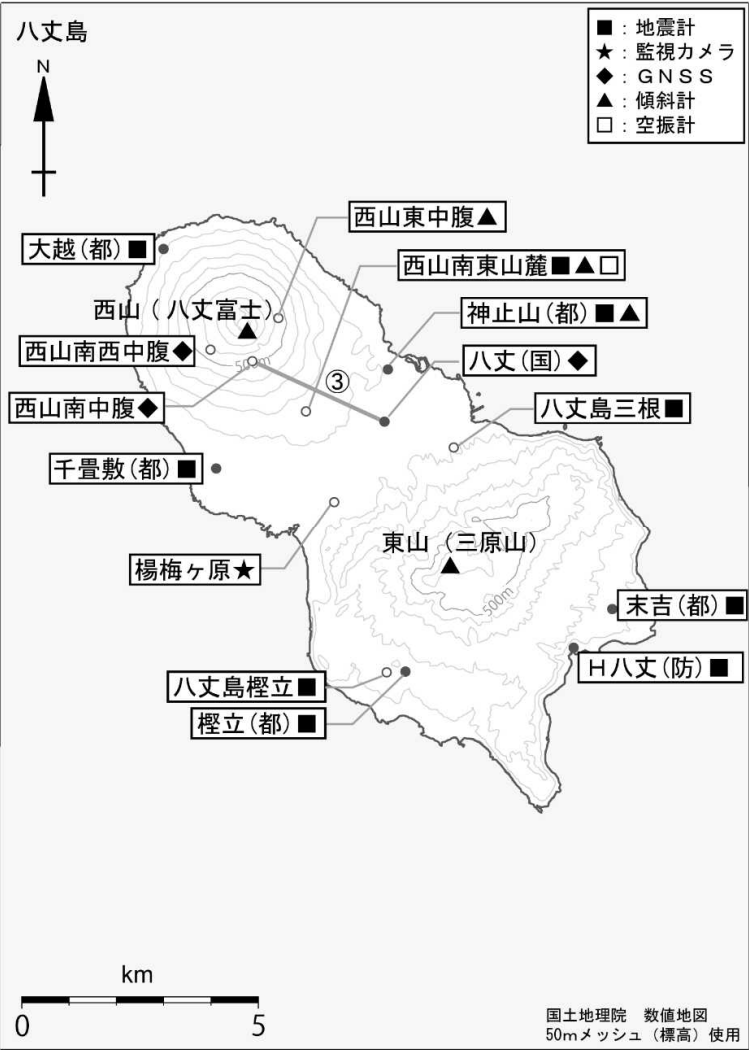 八丈島
N
■：地震計
★：監視カメラ
◆：ＧＮＳＳ
▲：傾斜計
□：空振計
西山東中腹▲
大越(都)■
西山南東山麓■▲□
西山（八丈富士）
神止山(都)■▲
西山南西中腹◆
500m
八丈(国)◆
③
西山南中腹◆
八丈島三根■
千畳敷(都)■
東山（三原山）
楊梅ヶ原★
500m
末吉(都)■
Ｈ八丈(防)■
八丈島樫立■
樫立(都)■
km
0 5
国土地理院　数値地図
50mメッシュ（標高）使用